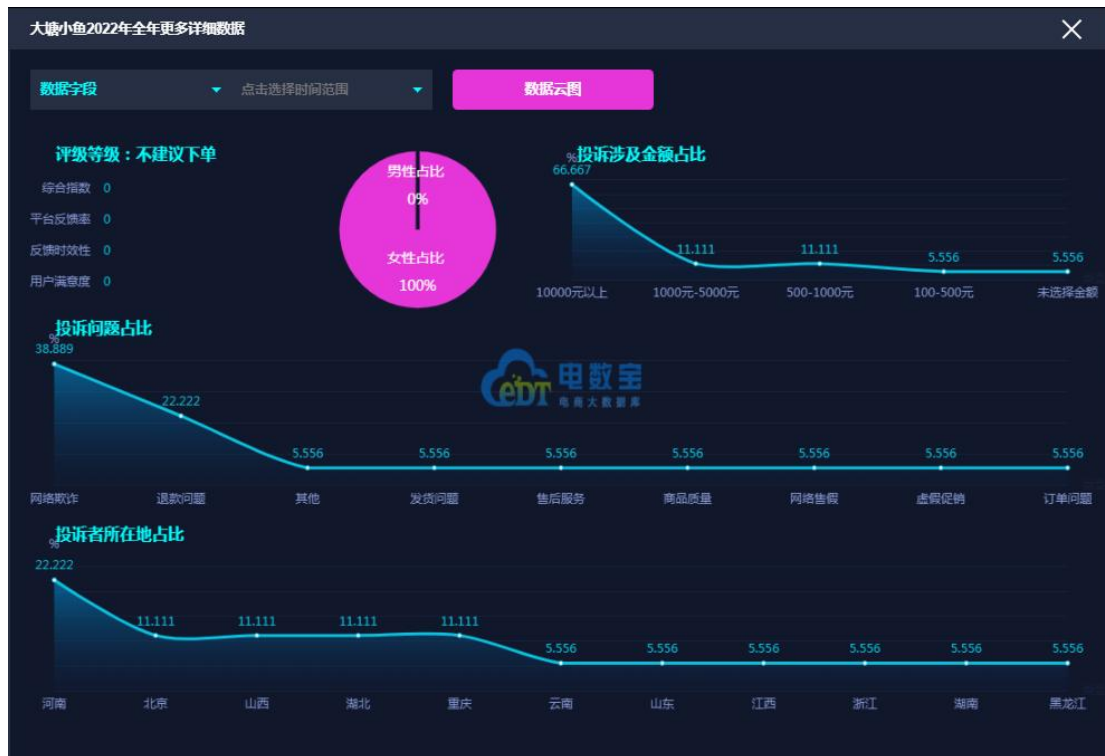 大塘小鱼2022年全年更多详细数据
数据字段 点击选择时间范围 数据云图
评级等级：不建议下单
综合指数 0
平台反馈率 0
反馈时效性 0
用户满意度 0
男性占比
0%
女性占比
100%
%投诉涉及金额占比
66.667 11.111 11.111 5.556 5.556
10000元以上 1000元-5000元 500-1000元 100-500元 未选择金额
%投诉问题占比
38.889 22.222 5.556 5.556 5.556 5.556 5.556 5.556 5.556
网络欺诈 退款问题 其他 发货问题 售后服务 商品质量 网络售假 虚假促销 订单问题
eDT 电数宝
电商大数据库
%投诉者所在地占比
22.222 11.111 11.111 11.111 11.111 5.556 5.556 5.556 5.556 5.556 5.556
河南 北京 山西 湖北 重庆 云南 山东 江西 浙江 湖南 黑龙江